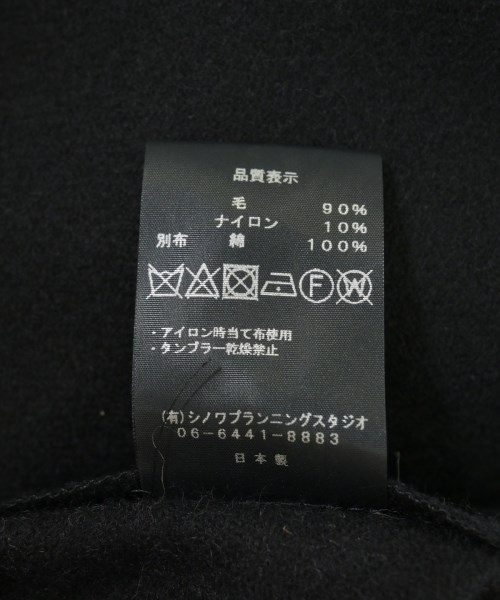 品質表示
毛 90%
ナイロン 10%
別布 綿 100%
F W
・アイロン時当て布使用
・タンブラー乾燥禁止
(有)シノワプランニングスタジオ
06-6441-8883
日本製